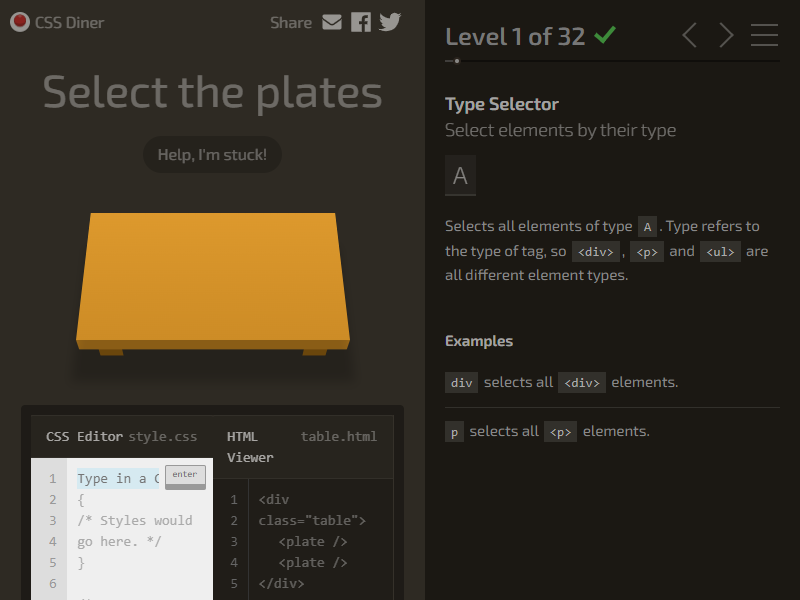 CSS Diner
Share
Select the plates
Help, I'm stuck!
CSS Editor style.css
1 Type in a enter
2 {
3 /* Styles would
4 go here. */
5 }
6
HTML Viewer table.html
1 <div
2 class="table">
3 <plate />
4 <plate />
5 </div>
Level 1 of 32
Type Selector
Select elements by their type
A
Selects all elements of type A . Type refers to
the type of tag, so <div> , <p> and <ul> are
all different element types.
Examples
div selects all <div> elements.
p selects all <p> elements.